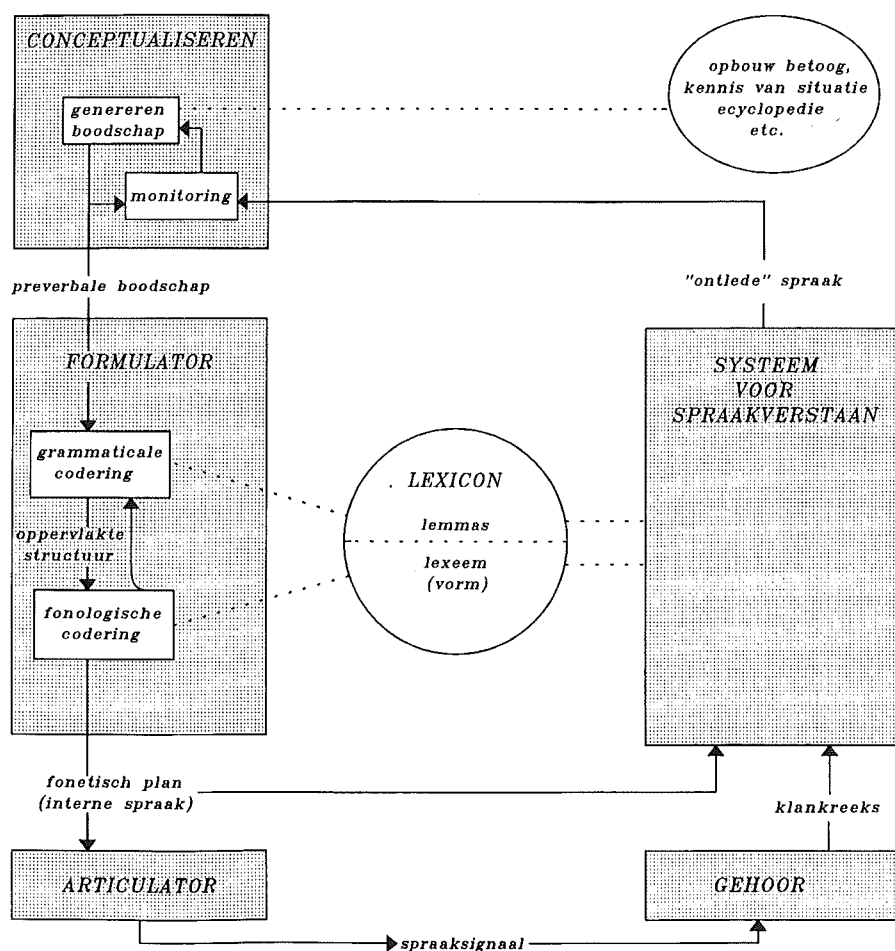 CONCEPTUALISEREN
genereren
boodschap
monitoring
opbouw betoog,
kennis van situatie
ecyclopedie
etc.
preverbale boodschap
"ontlede" spraak
FORMULATOR
grammaticale
codering
oppervlakte
structuur
fonologische
codering
LEXICON
lemmas
lexeem
(vorm)
SYSTEEM
VOOR
SPRAAKVERSTAAN
fonetisch plan
(interne spraak)
klankreeks
ARTICULATOR
GEHOOR
spraaksignaal